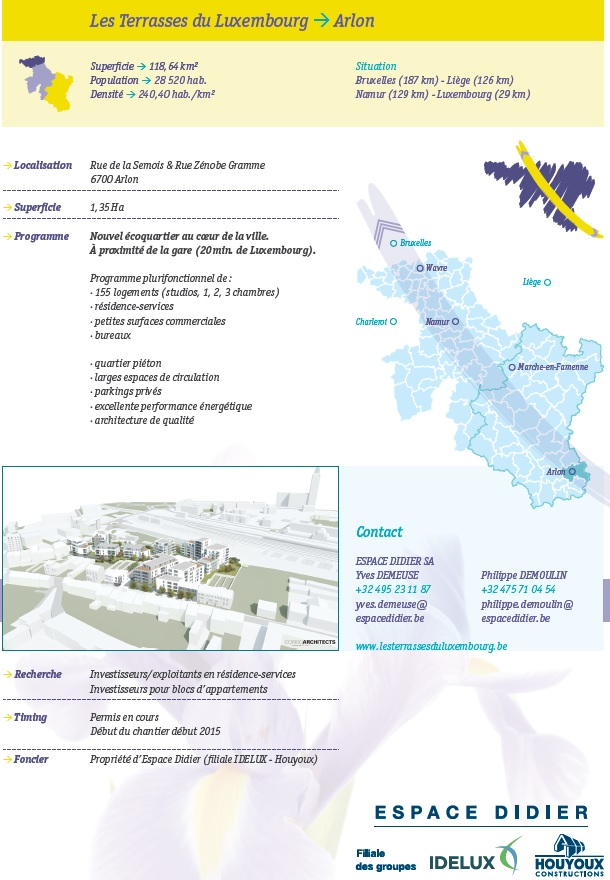 Les Terrasses du Luxembourg → Arlon
Superficie → 118,64 km²
Population → 28 520 hab.
Densité → 240,40 hab./km²
Situation
Bruxelles (187 km) - Liège (126 km)
Namur (129 km) - Luxembourg (29 km)
→ Localisation
Rue de la Semois & Rue Zénobe Gramme
6700 Arlon
→ Superficie
1,35 Ha
→ Programme
Nouvel écoquartier au cœur de la ville.
À proximité de la gare (20 min. de Luxembourg).
Programme plurifonctionnel de :
· 155 logements (studios, 1, 2, 3 chambres)
· résidence-services
· petites surfaces commerciales
· bureaux
· quartier piéton
· larges espaces de circulation
· parkings privés
· excellente performance énergétique
· architecture de qualité
Bruxelles
Wavre
Liège
Charleroi
Namur
Marche-en-Famenne
Arlon
ARCHITECTS
Contact
ESPACE DIDIER SA
Yves DEMEUSE
+32 495 23 11 87
yves.demeuse@
espacedidier.be
Philippe DEMOULIN
+32 475 71 04 54
philippe.demoulin@
espacedidier.be
www.lesterrassesduluxembourg.be
→ Recherche
Investisseurs/exploitants en résidence-services
Investisseurs pour blocs d'appartements
→ Timing
Permis en cours
Début du chantier début 2015
→ Foncier
Propriété d'Espace Didier (filiale IDELUX - Houyoux)
ESPACE DIDIER
Filiale
des groupes
IDELUX
HOUYOUX
CONSTRUCTIONS